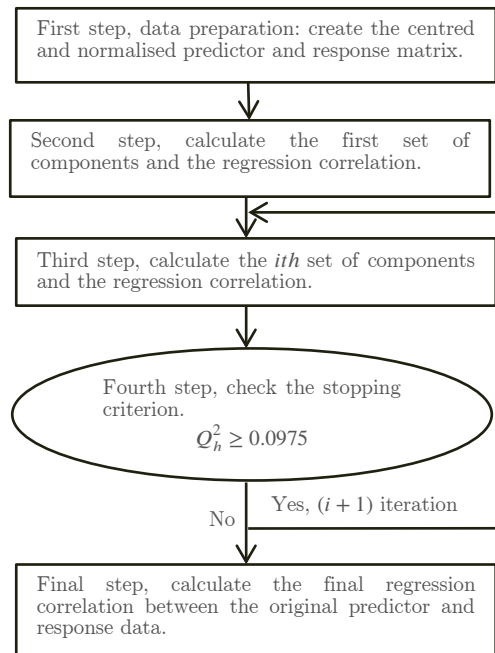 First step, data preparation: create the centred
and normalised predictor and response matrix.
Second step, calculate the first set of
components and the regression correlation.
Third step, calculate the ith set of components
and the regression correlation.
Fourth step, check the stopping
criterion.
Q_h^2 ≥ 0.0975
Yes, (i + 1) iteration
No
Final step, calculate the final regression
correlation between the original predictor and
response data.